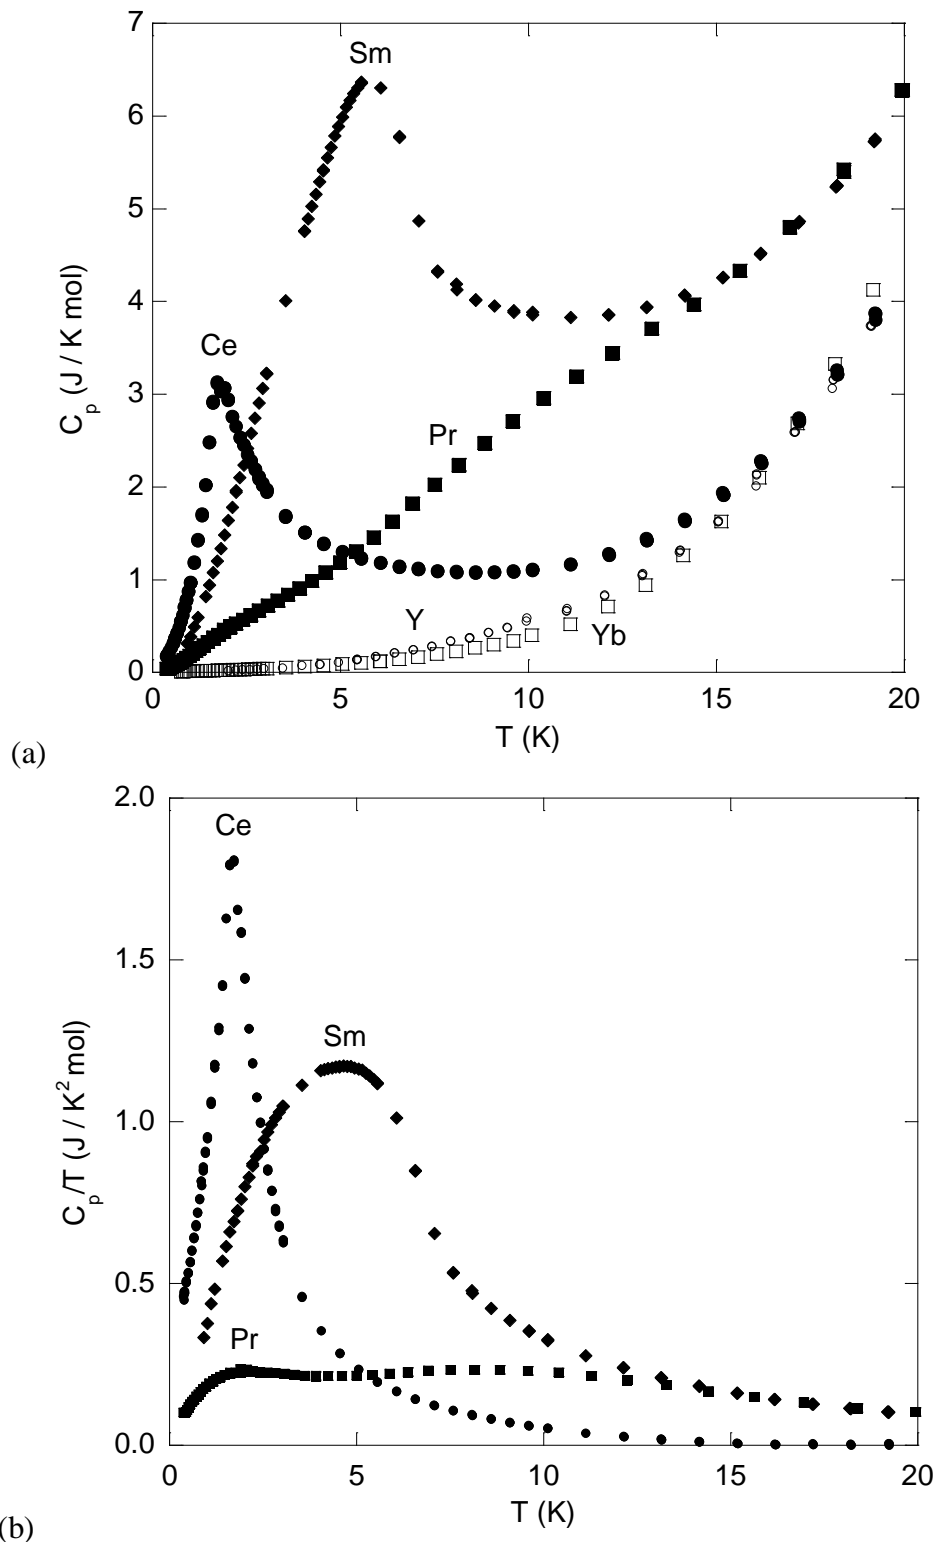 7
6
5
4
3
2
1
0
C_p (J / K mol)
Sm
Ce
Pr
Y
Yb
0 5 10 15 20
T (K)
(a)
2.0
1.5
1.0
0.5
0.0
C_p/T (J / K² mol)
Ce
Sm
Pr
0 5 10 15 20
T (K)
(b)